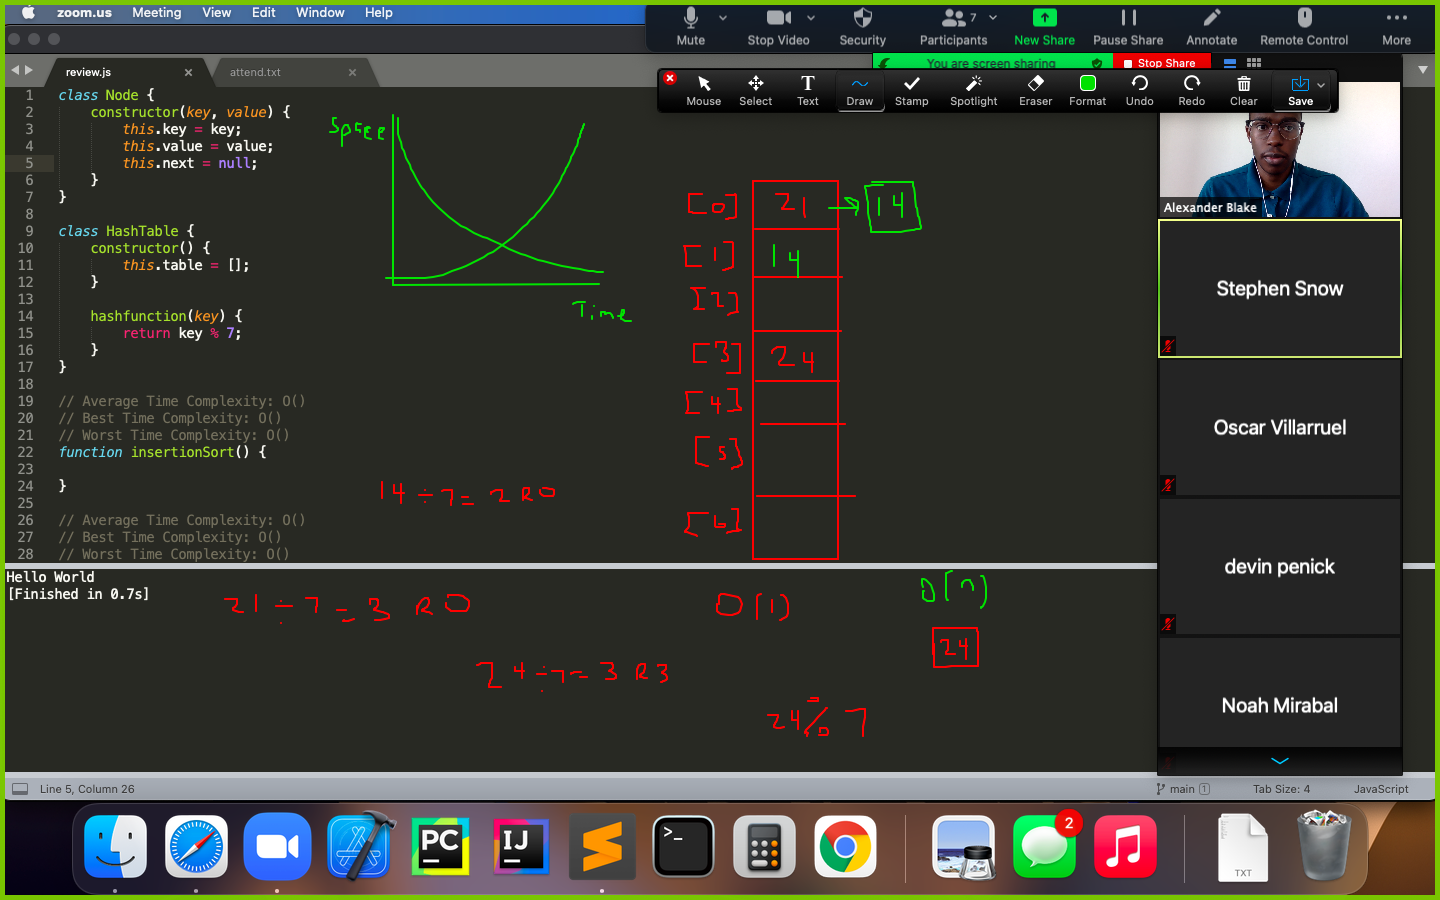 zoom.us Meeting View Edit Window Help
Mute Stop Video Security Participants 7 New Share Pause Share Annotate Remote Control More
You are screen sharing Stop Share
Mouse Select Text Draw Stamp Spotlight Eraser Format Undo Redo Clear Save
review.js attend.txt
1 class Node {
2 constructor(key, value) {
3 this.key = key;
4 this.value = value;
5 this.next = null;
6 }
7 }
8
9 class HashTable {
10 constructor() {
11 this.table = [];
12 }
13
14 hashfunction(key) {
15 return key % 7;
16 }
17 }
18
19 // Average Time Complexity: O()
20 // Best Time Complexity: O()
21 // Worst Time Complexity: O()
22 function insertionSort() {
23
24 }
25
26 // Average Time Complexity: O()
27 // Best Time Complexity: O()
28 // Worst Time Complexity: O()
Time
[0] 21 → 14
[1] 14
[2]
[3] 24
[4]
[5]
[6]
14 ÷ 7 = 2 R 0
Hello World
[Finished in 0.7s]
21 ÷ 7 = 3 R 0
O(1)
O(n)
24
24 ÷ 7 = 3 R 3
24 % 7
Alexander Blake
Stephen Snow
Oscar Villarruel
devin penick
Noah Mirabal
Line 5, Column 26 main 1 Tab Size: 4 JavaScript
PC IJ >_ 2 TXT